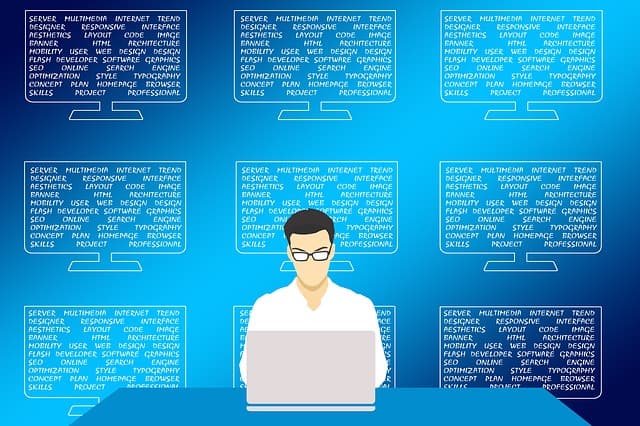 SERVER MULTIMEDIA INTERNET TREND
DESIGNER RESPONSIVE INTERFACE
AESTHETICS LAYOUT CODE IMAGE
BANNER HTML ARCHITECTURE
MOBILITY USER WEB DESIGN DESIGN
FLASH DEVELOPER SOFTWARE GRAPHICS
SEO ONLINE SEARCH ENGINE
OPTIMIZATION STYLE TYPOGRAPHY
CONCEPT PLAN HOMEPAGE BROWSER
SKILLS PROJECT PROFESSIONAL
SERVER MULTIMEDIA INTERNET TREND
DESIGNER RESPONSIVE INTERFACE
AESTHETICS LAYOUT CODE IMAGE
BANNER HTML ARCHITECTURE
MOBILITY USER WEB DESIGN DESIGN
FLASH DEVELOPER SOFTWARE GRAPHICS
SEO ONLINE SEARCH ENGINE
OPTIMIZATION STYLE TYPOGRAPHY
CONCEPT PLAN HOMEPAGE BROWSER
SKILLS PROJECT PROFESSIONAL
SERVER MULTIMEDIA INTERNET TREND
DESIGNER RESPONSIVE INTERFACE
AESTHETICS LAYOUT CODE IMAGE
BANNER HTML ARCHITECTURE
MOBILITY USER WEB DESIGN DESIGN
FLASH DEVELOPER SOFTWARE GRAPHICS
SEO ONLINE SEARCH ENGINE
OPTIMIZATION STYLE TYPOGRAPHY
CONCEPT PLAN HOMEPAGE BROWSER
SKILLS PROJECT PROFESSIONAL
SERVER MULTIMEDIA INTERNET TREND
DESIGNER RESPONSIVE INTERFACE
AESTHETICS LAYOUT CODE IMAGE
BANNER HTML ARCHITECTURE
MOBILITY USER WEB DESIGN DESIGN
FLASH DEVELOPER SOFTWARE GRAPHICS
SEO ONLINE SEARCH ENGINE
OPTIMIZATION STYLE TYPOGRAPHY
CONCEPT PLAN HOMEPAGE BROWSER
SKILLS PROJECT PROFESSIONAL
SERVER MULTIMEDIA INTERNET TREND
DESIGNER RESPONSIVE INTERFACE
AESTHETICS LAYOUT CODE IMAGE
BANNER HTML ARCHITECTURE
MOBILITY USER WEB DESIGN DESIGN
FLASH GRAPHICS
SEO ENGINE
TYPOGRAPHY
CONCEPT BROWSER
SKILLS PROFESSIONAL
SERVER MULTIMEDIA INTERNET TREND
DESIGNER RESPONSIVE INTERFACE
AESTHETICS LAYOUT CODE IMAGE
BANNER HTML ARCHITECTURE
MOBILITY USER WEB DESIGN DESIGN
FLASH DEVELOPER SOFTWARE GRAPHICS
SEO ONLINE SEARCH ENGINE
OPTIMIZATION STYLE TYPOGRAPHY
CONCEPT PLAN HOMEPAGE BROWSER
SKILLS PROJECT PROFESSIONAL
SERVER MULTIMEDIA INTERNET TREND
DESIGNER RESPONSIVE INTERFACE
AESTHETICS LAYOUT CODE IMAGE
BANNER HTML ARCHITECTURE
MOBILITY USER WEB DESIGN DESIGN
FLASH DEVELOPER SOFTWARE GRAPHICS
SEO ONLINE SEARCH ENGINE
OPTIMIZATION STYLE TYPOGRAPHY
CONCEPT PLAN HOMEPAGE BROWSER
TREND
SERVER MULTIMEDIA INTERNET TREND
DESIGNER RESPONSIVE INTERFACE
AESTHETICS LAYOUT CODE IMAGE
BANNER HTML ARCHITECTURE
MOBILITY USER WEB DESIGN DESIGN
FLASH DEVELOPER SOFTWARE GRAPHICS
SEO ONLINE SEARCH ENGINE
OPTIMIZATION STYLE TYPOGRAPHY
CONCEPT PLAN HOMEPAGE BROWSER